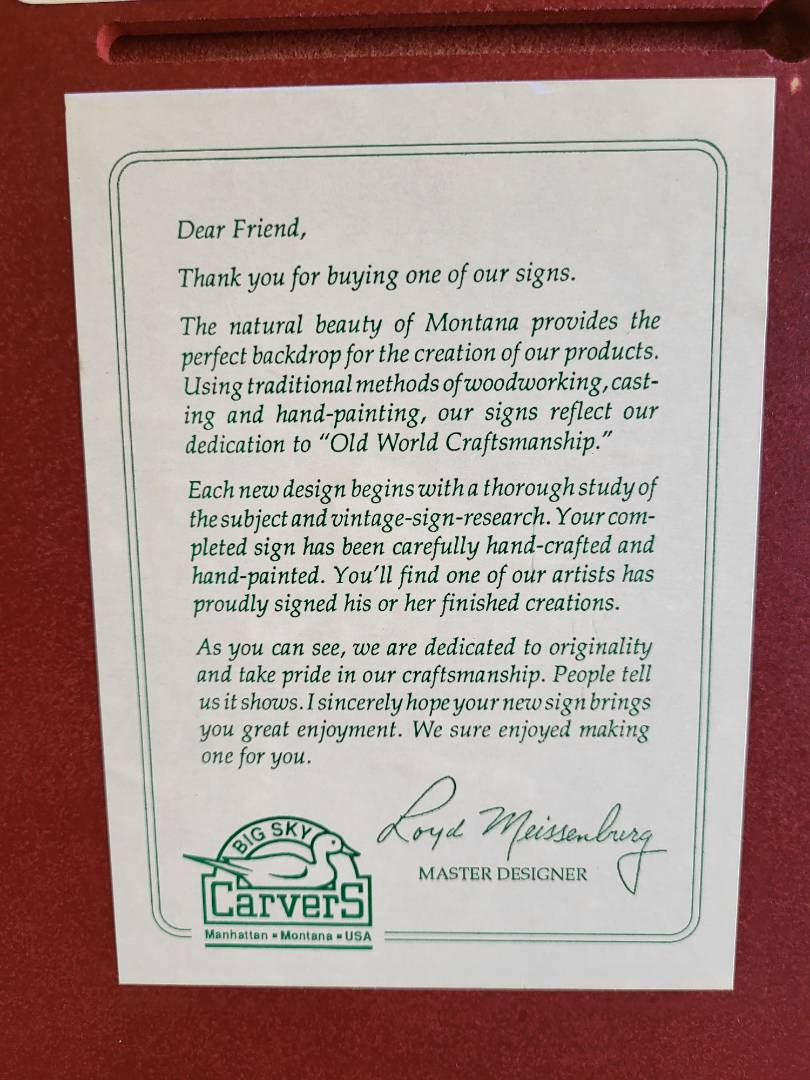 Dear Friend,
Thank you for buying one of our signs.
The natural beauty of Montana provides the
perfect backdrop for the creation of our products.
Using traditional methods of woodworking, cast-
ing and hand-painting, our signs reflect our
dedication to “Old World Craftsmanship.”
Each new design begins with a thorough study of
the subject and vintage-sign-research. Your com-
pleted sign has been carefully hand-crafted and
hand-painted. You’ll find one of our artists has
proudly signed his or her finished creations.
As you can see, we are dedicated to originality
and take pride in our craftsmanship. People tell
us it shows. I sincerely hope your new sign brings
you great enjoyment. We sure enjoyed making
one for you.
Loyd Meissenburg
MASTER DESIGNER
BIG SKY
CarverS
Manhattan • Montana • USA